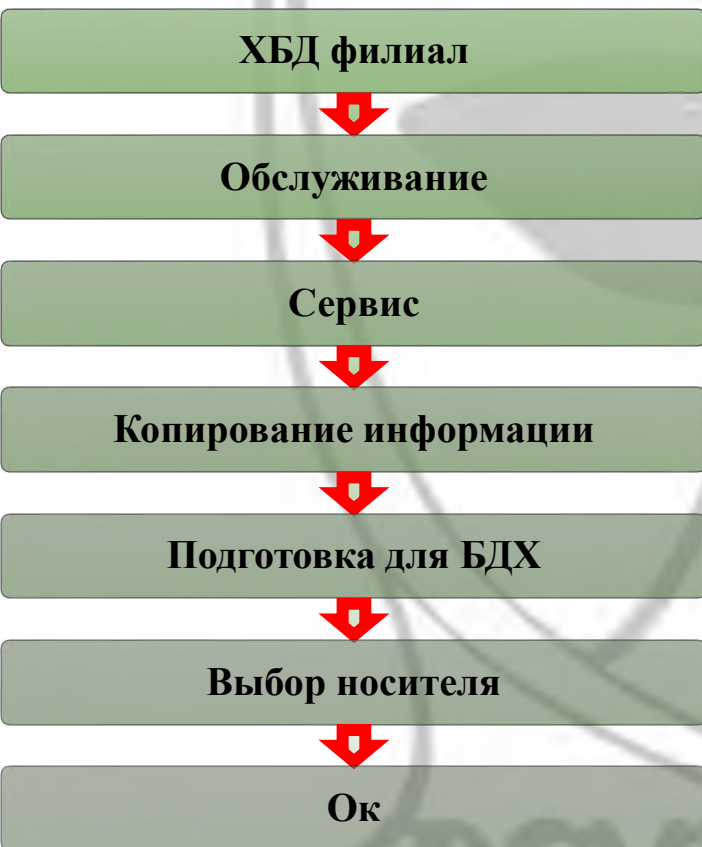 ХБД филиал
Обслуживание
Сервис
Копирование информации
Подготовка для БДХ
Выбор носителя
Ок